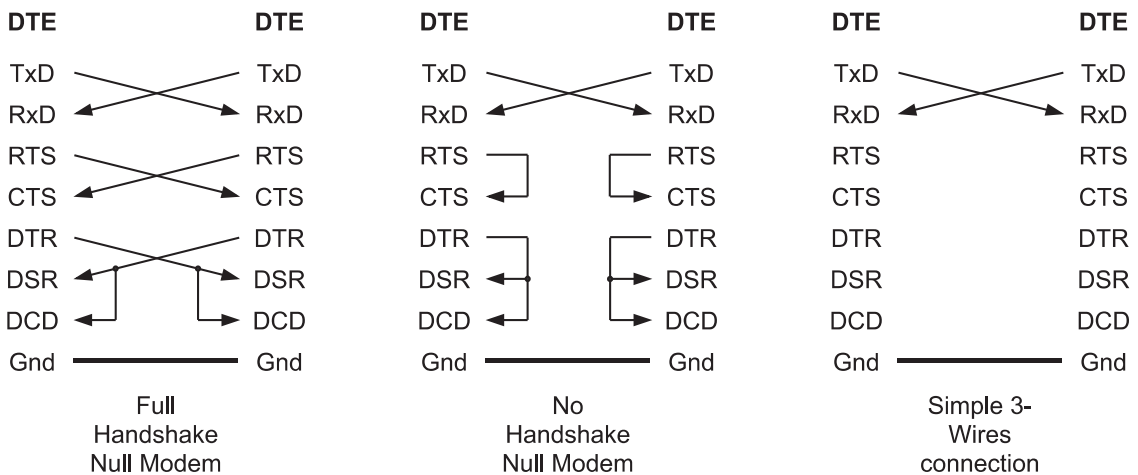 DTE DTE DTE DTE DTE DTE
TxD TxD TxD TxD TxD TxD
RxD RxD RxD RxD RxD RxD
RTS RTS RTS RTS RTS RTS
CTS CTS CTS CTS CTS CTS
DTR DTR DTR DTR DTR DTR
DSR DSR DSR DSR DSR DSR
DCD DCD DCD DCD DCD DCD
Gnd Gnd Gnd Gnd Gnd Gnd
Full
Handshake
Null Modem
No
Handshake
Null Modem
Simple 3-
Wires
connection